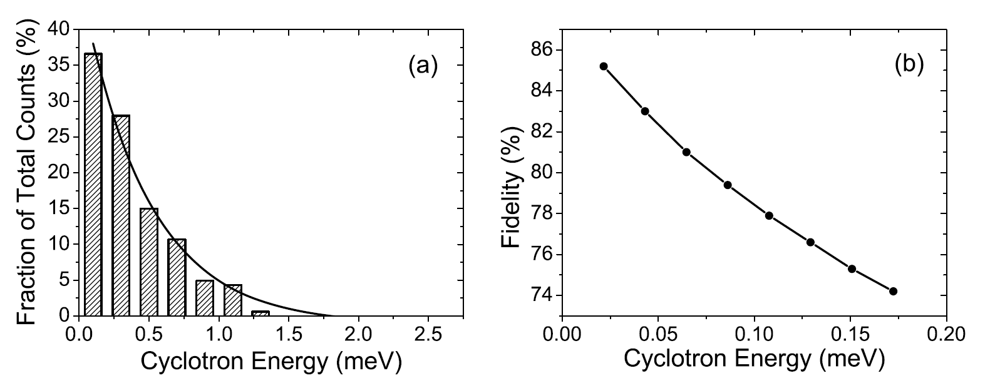 (a)
Fraction of Total Counts (%)
40
35
30
25
20
15
10
5
0
0.0 0.5 1.0 1.5 2.0 2.5
Cyclotron Energy (meV)
(b)
Fidelity (%)
86
84
82
80
78
76
74
0.00 0.05 0.10 0.15 0.20
Cyclotron Energy (meV)